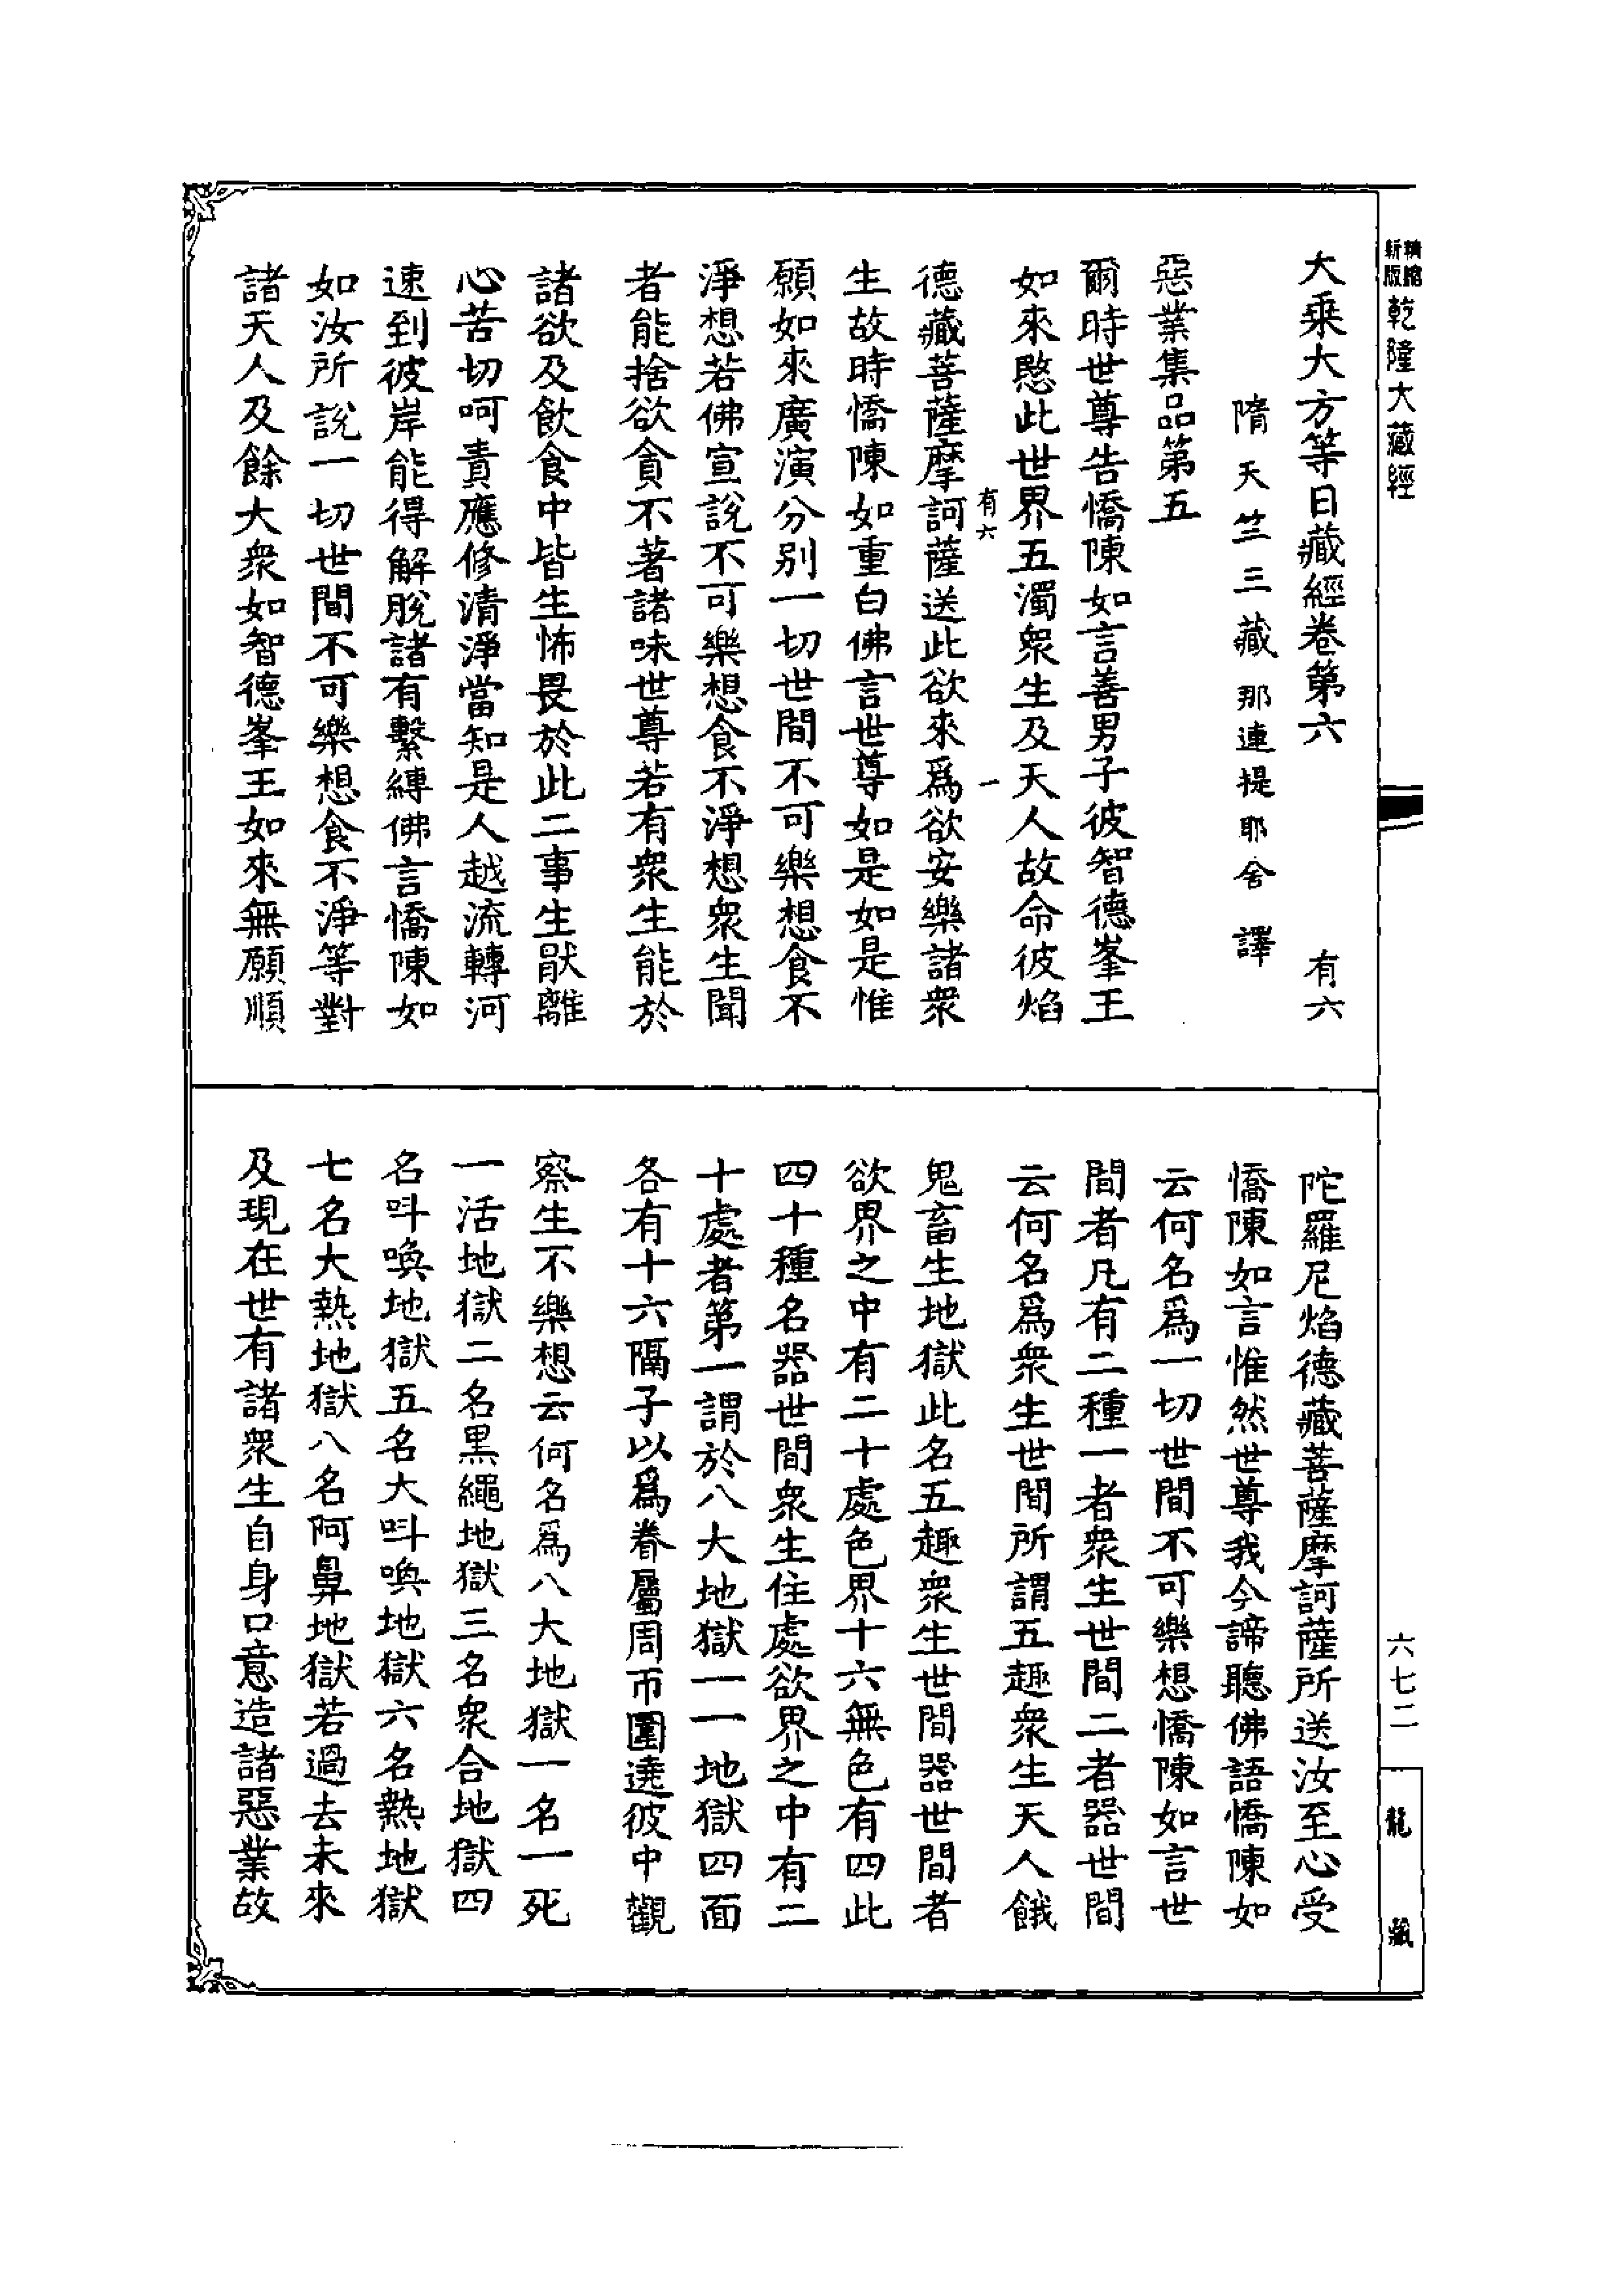 精縮
新版
乾隆大藏經
六七二
龍藏
大乘大方等日藏經卷第六 有六
隋天竺三藏那連提耶舍 譯
惡業集品第五
爾時世尊告憍陳如言善男子彼智德峯王
如來愍此世界五濁衆生及天人故命彼焰
有六 一
德藏菩薩摩訶薩送此欲來爲欲安樂諸衆
生故時憍陳如重白佛言世尊如是如是惟
願如來廣演分別一切世間不可樂想食不
淨想若佛宣說不可樂想食不淨想衆生聞
者能捨欲貪不著諸味世尊若有衆生能於
諸欲及飲食中皆生怖畏於此二事生厭離
心苦切呵責應修清淨當知是人越流轉河
速到彼岸能得解脫諸有繫縛佛言憍陳如
如汝所說一切世間不可樂想食不淨等對
諸天人及餘大衆如智德峯王如來無願順
陀羅尼焰德藏菩薩摩訶薩所送汝至心受
憍陳如言惟然世尊我今諦聽佛語憍陳如
云何名爲一切世間不可樂想憍陳如言世
間者凡有二種一者衆生世間二者器世間
云何名爲衆生世間所謂五趣衆生天人餓
鬼畜生地獄此名五趣衆生世間器世間者
欲界之中有二十處色界十六無色有四此
四十種名器世間衆生住處欲界之中有二
十處者第一謂於八大地獄一一地獄四面
各有十六隔子以爲眷屬周帀圍遶彼中觀
察生不樂想云何名爲八大地獄一名一死
一活地獄二名黑繩地獄三名衆合地獄四
名叫喚地獄五名大叫喚地獄六名熱地獄
七名大熱地獄八名阿鼻地獄若過去未來
及現在世有諸衆生自身口意造諸惡業故